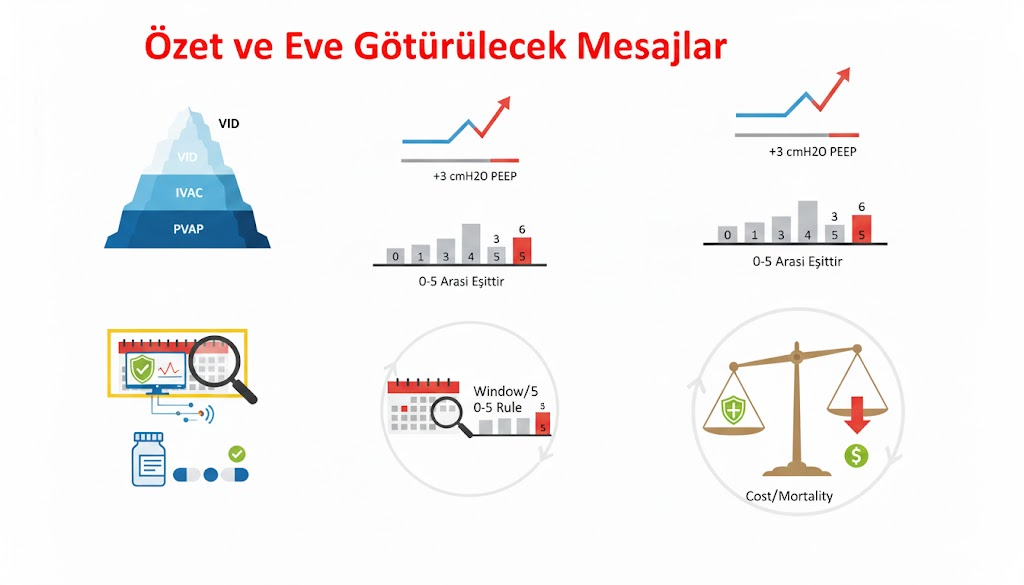 Özet ve Eve Götürülecek Mesajlar
VID
VID
IVAC
PVAP
+3 cmH2O PEEP
6
3
0 1 3 4 5 5
0-5 Arasi Eşittir
+3 cmH2O PEEP
6
3
0 1 3 4 5 5
0-5 Arasi Eşittir
Window/5
0-5 Rule
5
5
$
Cost/Mortality